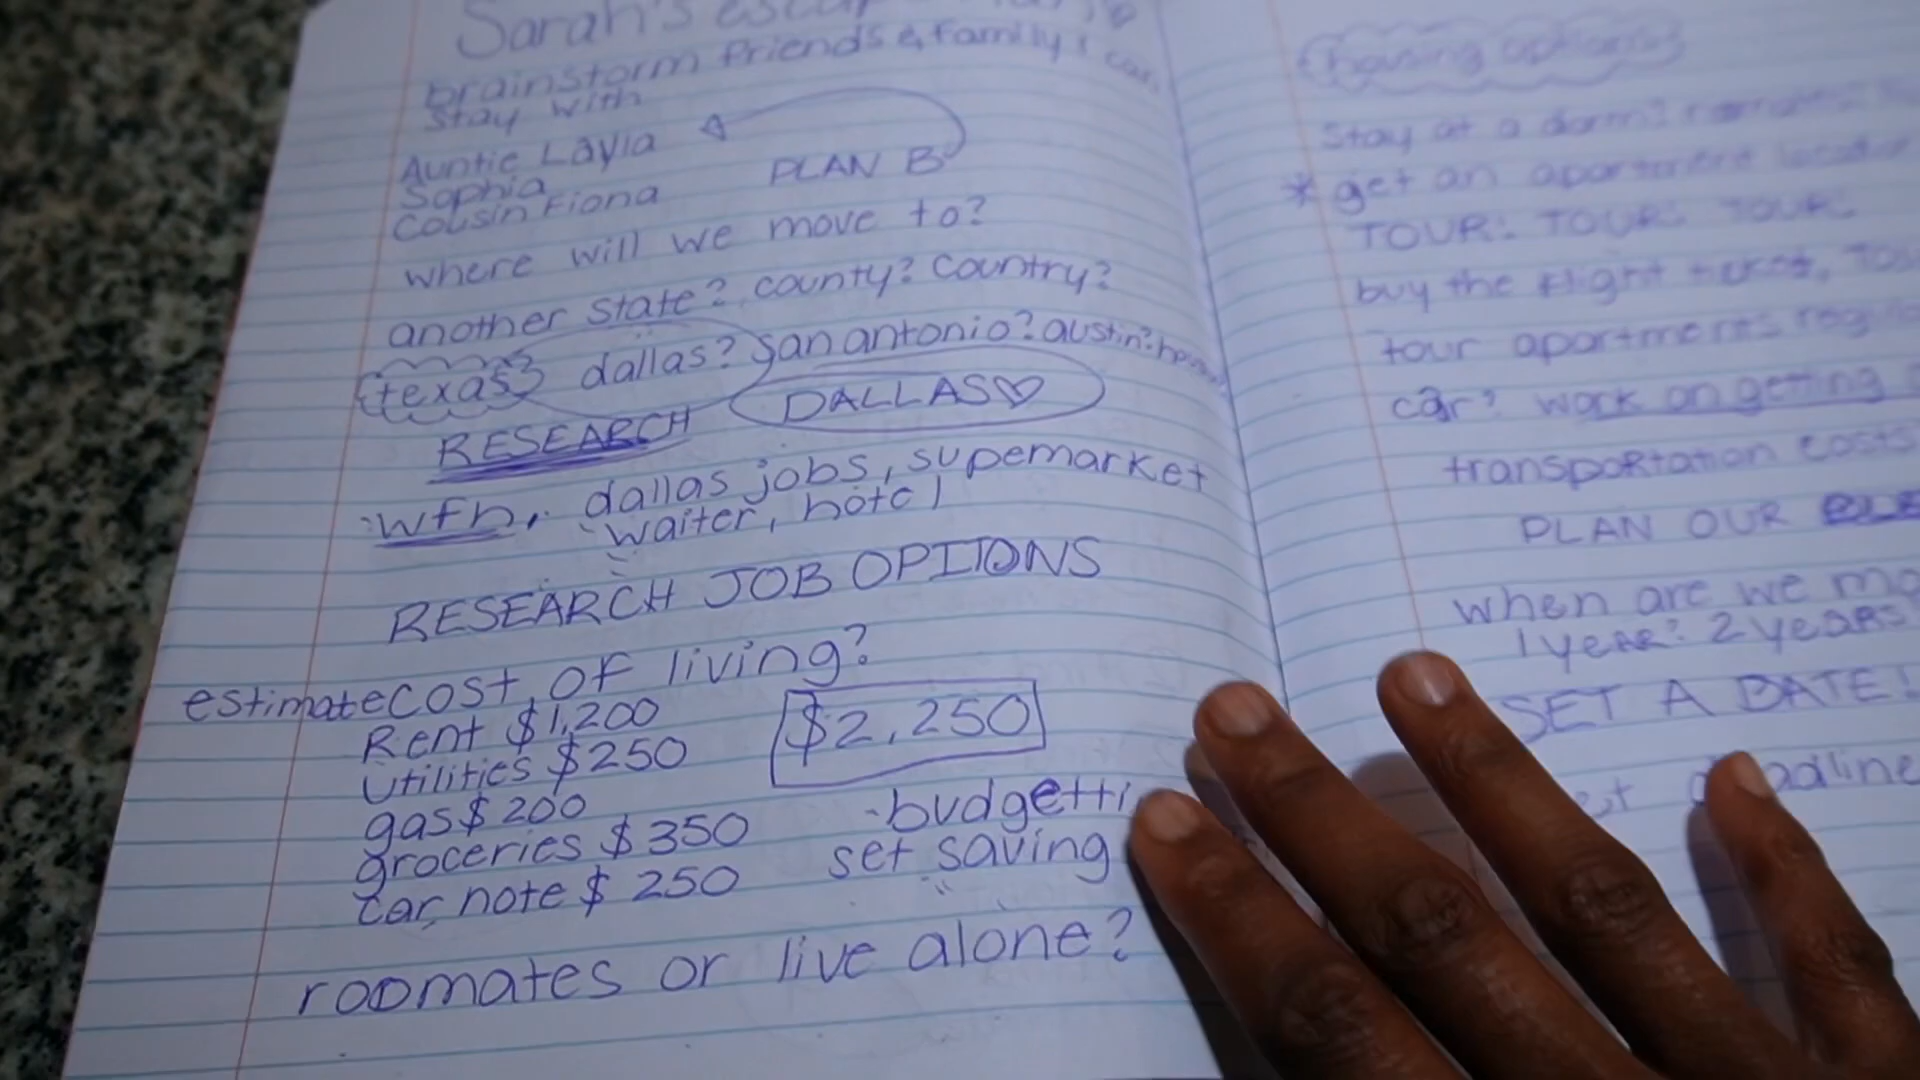 Sarah's
brainstorm friends & family I can
stay with
Auntie Layla
Sophia
PLAN B
cousin Fiona
where will we move to?
another state? county? country?
texas dallas? san antonio? austin?
RESEARCH DALLAS♡
wfh, dallas jobs, supemarket
waiter, hotel
RESEARCH JOB OPITONS
estimate cost of living?
Rent $1,200
$2,250
utilities $250
gas $200
groceries $350
car note $250
set saving
roomates or live alone?
housing options
Stay at a dorm?
* get an apartment locator
TOUR: TOUR: TOUR:
buy the flight ticket,
tour apartments
car? work on getting
transportation costs
PLAN OUR
when are we
1 year? 2 years
SET A DATE!